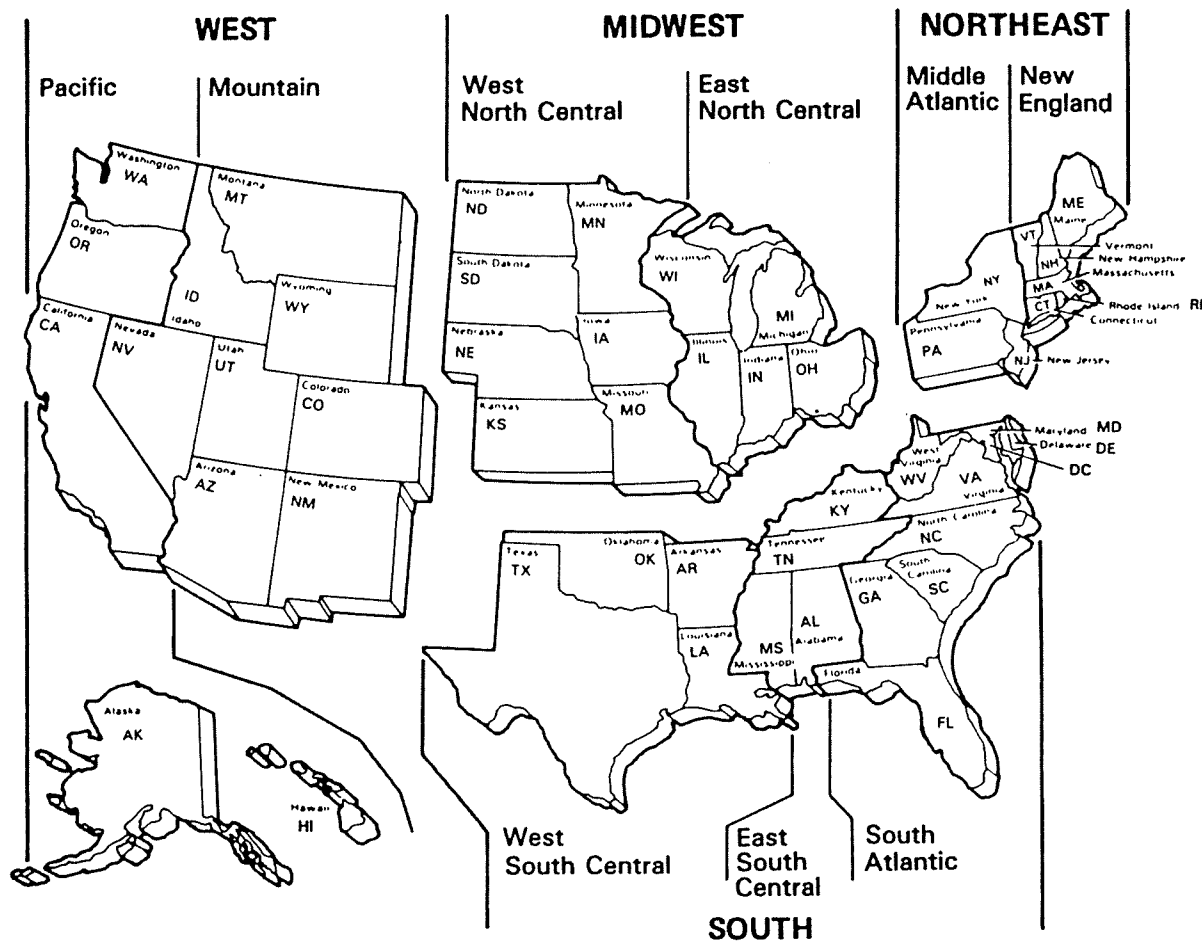 WEST
MIDWEST
NORTHEAST
Pacific
Mountain
West
North Central
East
North Central
Middle
Atlantic
New
England
Washington
WA
Montana
MT
Oregon
OR
ID
Idaho
Wyoming
WY
California
CA
Nevada
NV
Utah
UT
Colorado
CO
Arizona
AZ
New Mexico
NM
Alaska
AK
Hawaii
HI
North Dakota
ND
Minnesota
MN
South Dakota
SD
Wisconsin
WI
MI
Michigan
Nebraska
NE
Iowa
IA
Illinois
IL
Indiana
IN
Ohio
OH
Kansas
KS
Missouri
MO
ME
Maine
VT
Vermont
NH
New Hampshire
MA
Massachusetts
NY
New York
CT
Rhode Island RI
Connecticut
Pennsylvania
PA
NJ
New Jersey
Maryland MD
Delaware DE
DC
West
Virginia
WV
VA
Virginia
Kentucky
KY
North Carolina
NC
Tennessee
TN
South
Carolina
SC
Georgia
GA
Oklahoma
OK
Texas
TX
Arkansas
AR
Louisiana
LA
MS
Mississippi
AL
Alabama
Florida
FL
West
South Central
East
South
Central
South
Atlantic
SOUTH